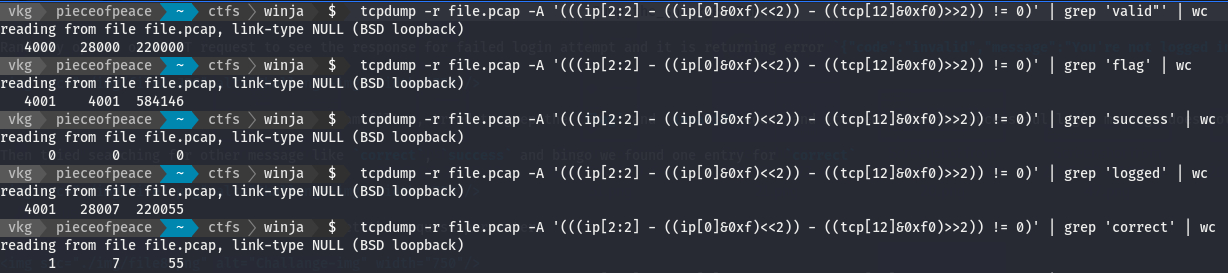 vkg pieceofpeace ~ ctfs winja $ tcpdump -r file.pcap -A '(((ip[2:2] - ((ip[0]&0xf)<<2)) - ((tcp[12]&0xf0)>>2)) != 0)' | grep 'valid"' | wc
reading from file file.pcap, link-type NULL (BSD loopback)
4000 28000 220000
vkg pieceofpeace ~ ctfs winja $ tcpdump -r file.pcap -A '(((ip[2:2] - ((ip[0]&0xf)<<2)) - ((tcp[12]&0xf0)>>2)) != 0)' | grep 'flag' | wc
reading from file file.pcap, link-type NULL (BSD loopback)
4001 4001 584146
vkg pieceofpeace ~ ctfs winja $ tcpdump -r file.pcap -A '(((ip[2:2] - ((ip[0]&0xf)<<2)) - ((tcp[12]&0xf0)>>2)) != 0)' | grep 'success' | wc
reading from file file.pcap, link-type NULL (BSD loopback)
0 0 0
vkg pieceofpeace ~ ctfs winja $ tcpdump -r file.pcap -A '(((ip[2:2] - ((ip[0]&0xf)<<2)) - ((tcp[12]&0xf0)>>2)) != 0)' | grep 'logged' | wc
reading from file file.pcap, link-type NULL (BSD loopback)
4001 28007 220055
vkg pieceofpeace ~ ctfs winja $ tcpdump -r file.pcap -A '(((ip[2:2] - ((ip[0]&0xf)<<2)) - ((tcp[12]&0xf0)>>2)) != 0)' | grep 'correct' | wc
reading from file file.pcap, link-type NULL (BSD loopback)
1 7 55